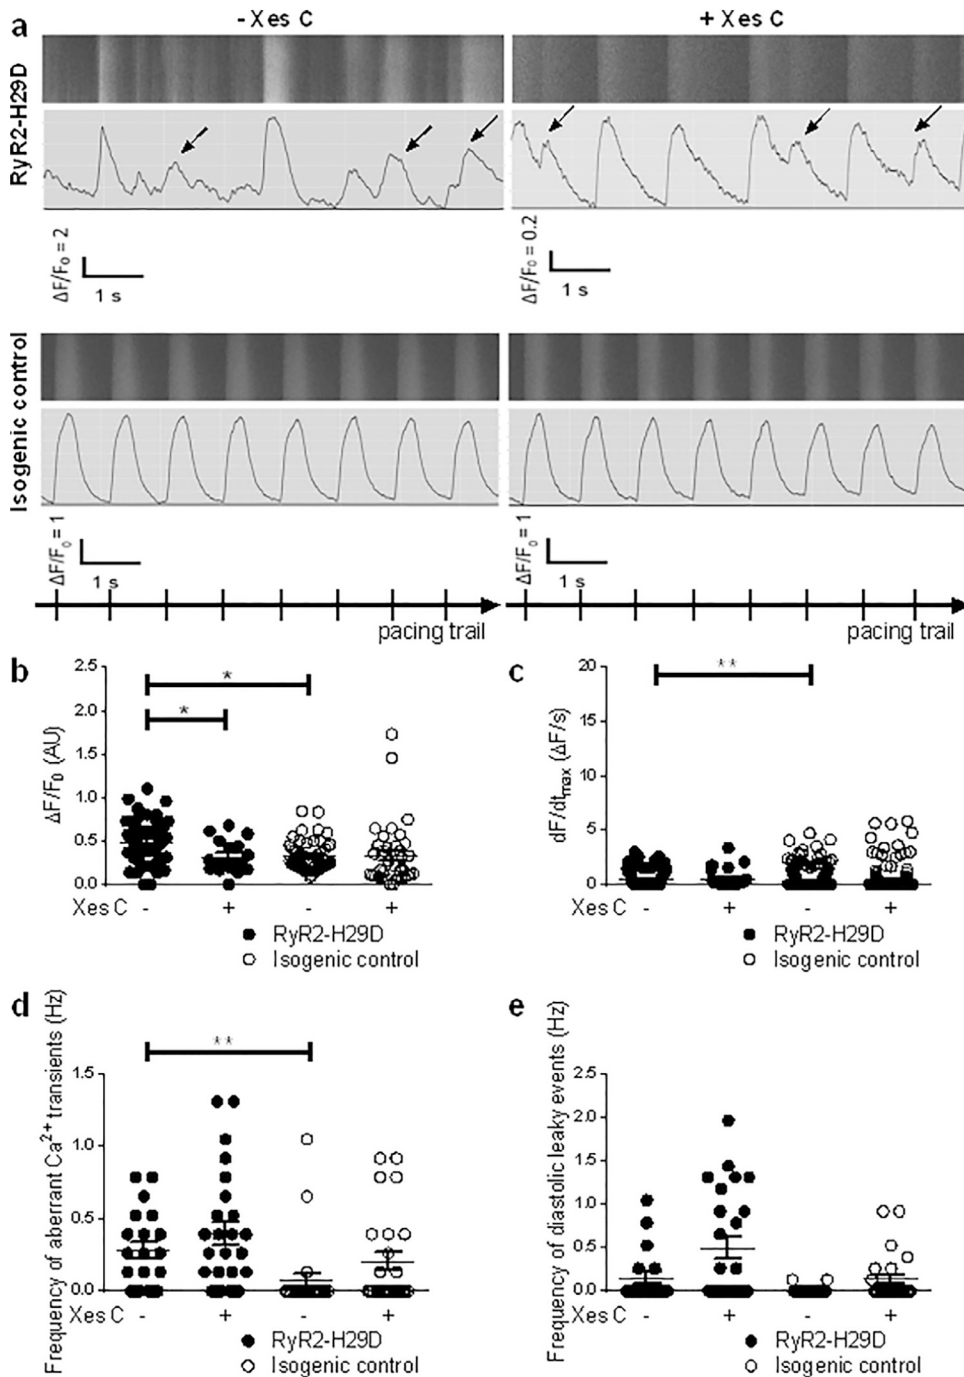 a
- Xes C
+ Xes C
RyR2-H29D
ΔF/F0 = 2
1 s
ΔF/F0 = 0.2
1 s
Isogenic control
ΔF/F0 = 1
1 s
ΔF/F0 = 1
1 s
pacing trail
pacing trail
b
ΔF/F0 (AU)
2.5
2.0
1.5
1.0
0.5
0.0
*
*
Xes C
-
+
-
+
RyR2-H29D
Isogenic control
c
dF/dtmax (ΔF/s)
20
15
10
5
0
**
-
+
-
+
RyR2-H29D
Isogenic control
d
Frequency of aberrant Ca2+ transients (Hz)
1.5
1.0
0.5
0.0
**
Xes C
-
+
-
+
RyR2-H29D
Isogenic control
e
Frequency of diastolic leaky events (Hz)
2.5
2.0
1.5
1.0
0.5
0.0
Xes C
-
+
-
+
RyR2-H29D
Isogenic control